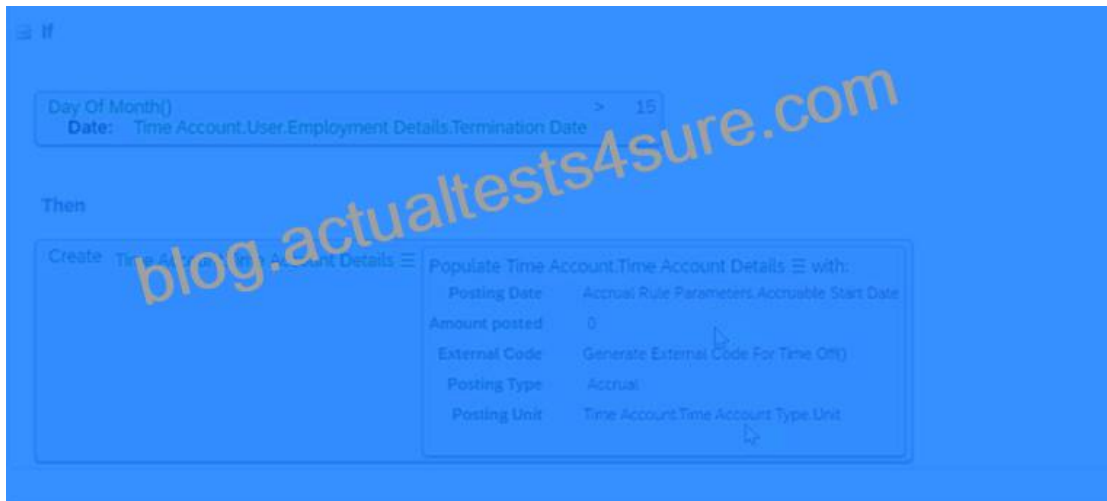 If
Day Of Month() > 15
Date: Time Account.User.Employment Details.Termination Date
Then
Create Time Account.Time Account Details ☰
Populate Time Account.Time Account Details ☰ with:
Posting Date Accrual Rule Parameters.Accruable Start Date
Amount posted 0
External Code Generate External Code For Time Off()
Posting Type Accrual
Posting Unit Time Account.Time Account Type.Unit
blog.actualtests4sure.com